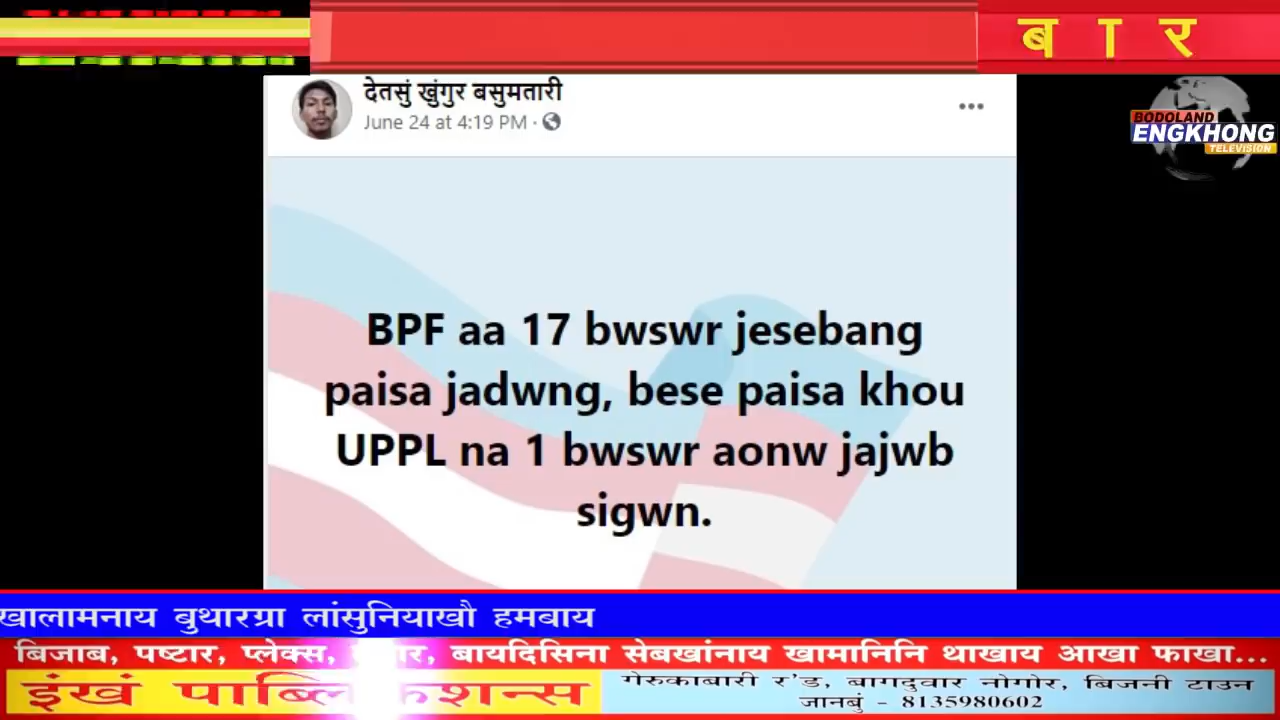 बार
देतसुं खुंगुर बसुमतारी
June 24 at 4:19 PM ·
BODOLAND
ENGKHONG
TELEVISION
BPF aa 17 bwswr jesebang
paisa jadwng, bese paisa khou
UPPL na 1 bwswr aonw jajwb
sigwn.
खालामनाय बुथारग्रा लांसुनियाखौ हमबाय
बिजाब, पष्टार, प्लेक्स, बायदिसिना सेबखांनाय खामानिनि थाखाय आखा फाखा...
इंखं
गेरुकाबारी र'ड, बागदुवार नोगोर, बिजनी टाउन
जानबुं - 8135980602